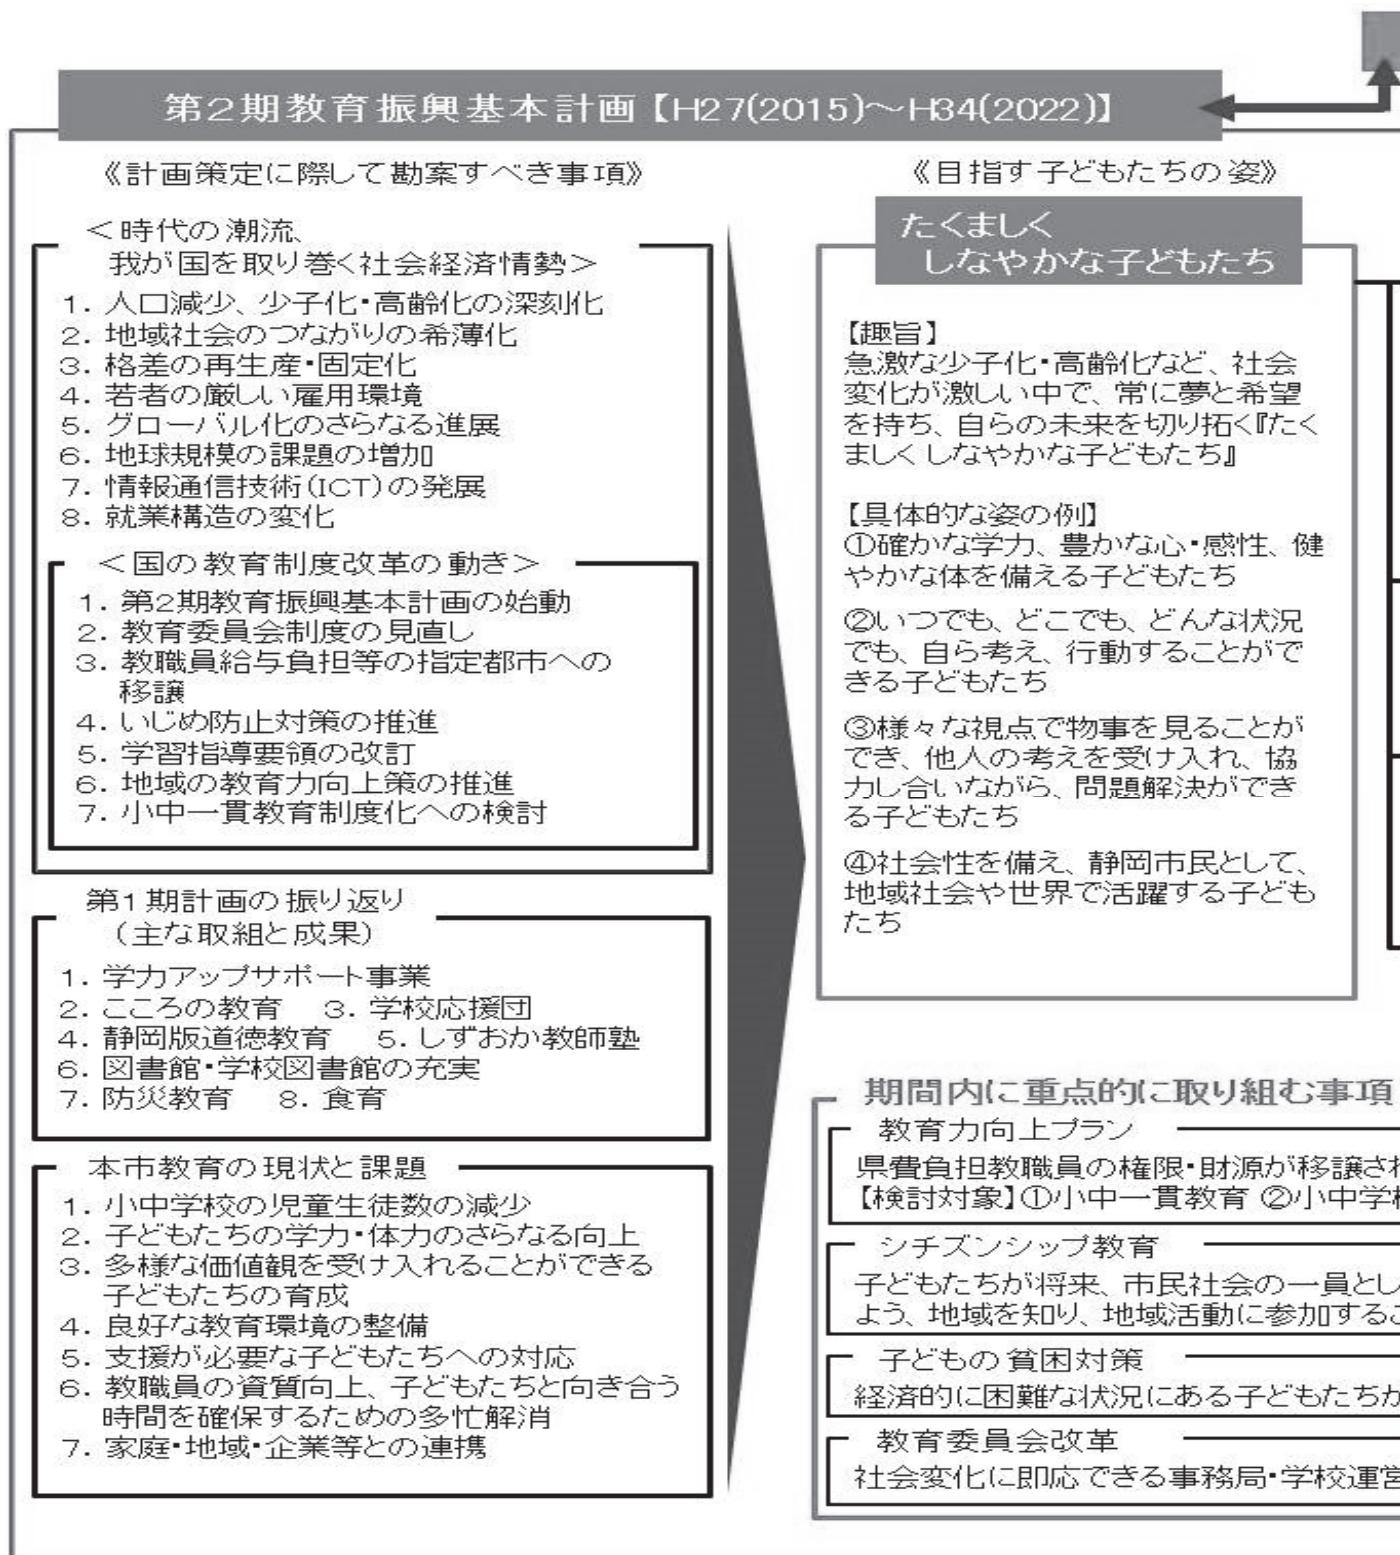 第2期教育振興基本計画【H27(2015)～H34(2022)】
《計画策定に際して勘案すべき事項》
＜時代の潮流、
我が国を取り巻く社会経済情勢＞
1. 人口減少、少子化・高齢化の深刻化
2. 地域社会のつながりの希薄化
3. 格差の再生産・固定化
4. 若者の厳しい雇用環境
5. グローバル化のさらなる進展
6. 地球規模の課題の増加
7. 情報通信技術(ICT)の発展
8. 就業構造の変化
＜国の教育制度改革の動き＞
1. 第2期教育振興基本計画の始動
2. 教育委員会制度の見直し
3. 教職員給与負担等の指定都市への
移譲
4. いじめ防止対策の推進
5. 学習指導要領の改訂
6. 地域の教育力向上策の推進
7. 小中一貫教育制度化への検討
第1期計画の振り返り
（主な取組と成果）
1. 学力アップサポート事業
2. こころの教育　3. 学校応援団
4. 静岡版道徳教育　5. しずおか教師塾
6. 図書館・学校図書館の充実
7. 防災教育　8. 食育
本市教育の現状と課題
1. 小中学校の児童生徒数の減少
2. 子どもたちの学力・体力のさらなる向上
3. 多様な価値観を受け入れることができる
子どもたちの育成
4. 良好な教育環境の整備
5. 支援が必要な子どもたちへの対応
6. 教職員の資質向上、子どもたちと向き合う
時間を確保するための多忙解消
7. 家庭・地域・企業等との連携
《目指す子どもたちの姿》
たくましく
しなやかな子どもたち
【趣旨】
急激な少子化・高齢化など、社会
変化が激しい中で、常に夢と希望
を持ち、自らの未来を切り拓く『たく
ましくしなやかな子どもたち』
【具体的な姿の例】
①確かな学力、豊かな心・感性、健
やかな体を備える子どもたち
②いつでも、どこでも、どんな状況
でも、自ら考え、行動することがで
きる子どもたち
③様々な視点で物事を見ることが
でき、他人の考えを受け入れ、協
力し合いながら、問題解決ができ
る子どもたち
④社会性を備え、静岡市民として、
地域社会や世界で活躍する子ども
たち
期間内に重点的に取り組む事項
教育力向上プラン
県費負担教職員の権限・財源が移譲さ
【検討対象】①小中一貫教育 ②小中学
シチズンシップ教育
子どもたちが将来、市民社会の一員とし
よう、地域を知り、地域活動に参加する
子どもの貧困対策
経済的に困難な状況にある子どもたち
教育委員会改革
社会変化に即応できる事務局・学校運営